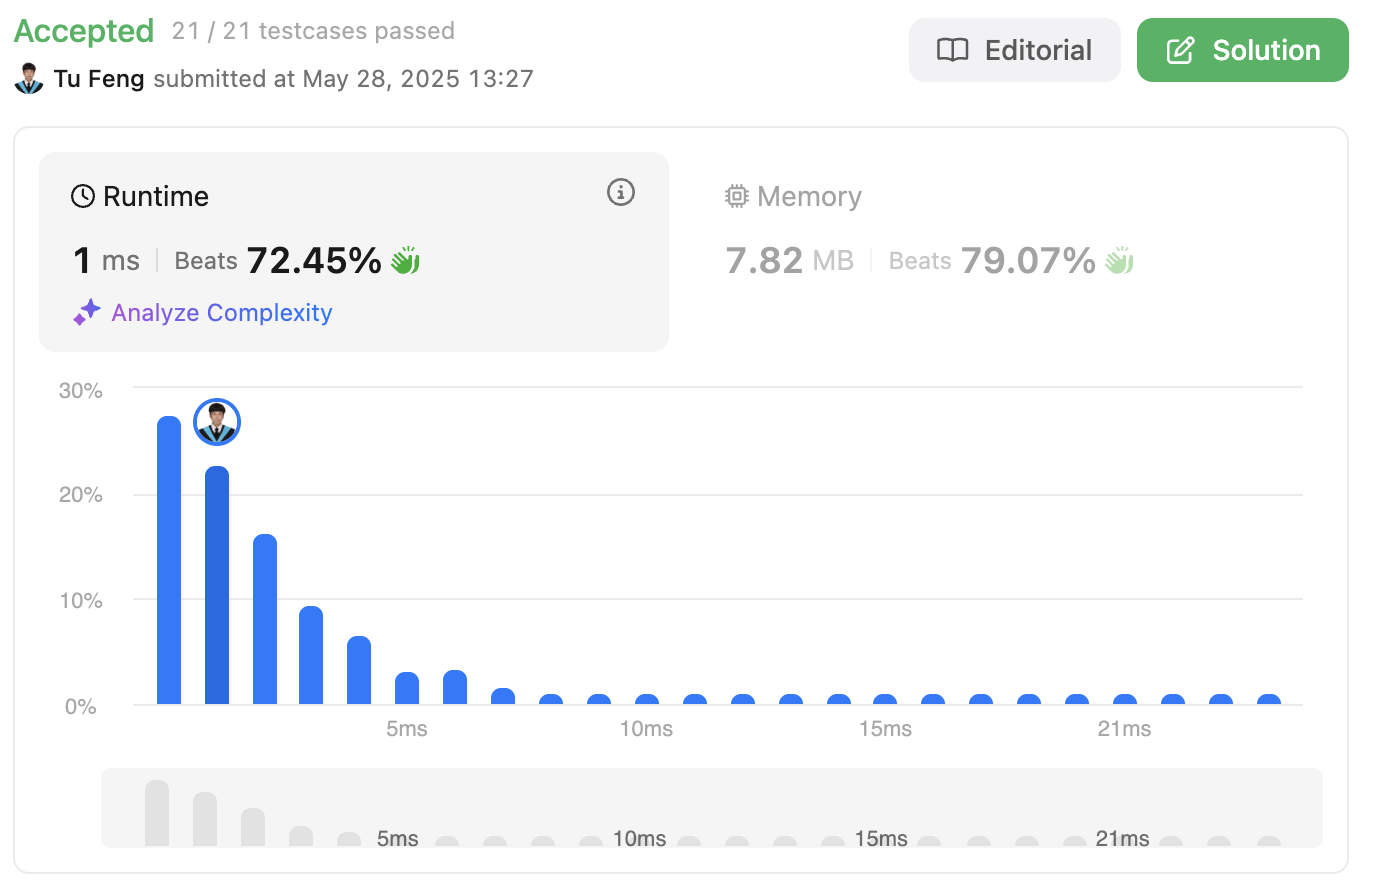 Accepted 21 / 21 testcases passed
Editorial
Solution
Tu Feng submitted at May 28, 2025 13:27
Runtime
1 ms Beats 72.45%
Analyze Complexity
Memory
7.82 MB Beats 79.07%
30%
20%
10%
0%
5ms 10ms 15ms 21ms
5ms 10ms 15ms 21ms